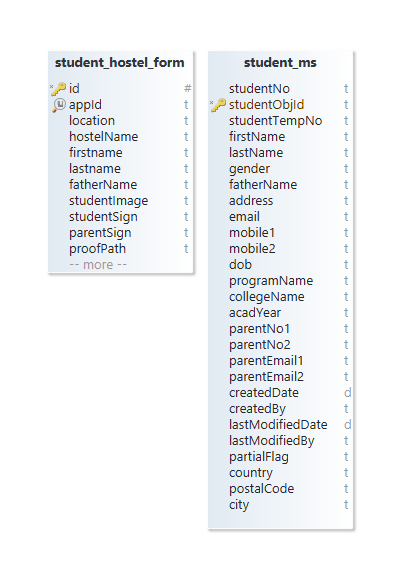 student_hostel_form
id #
appId t
location t
hostelName t
firstname t
lastname t
fatherName t
studentImage t
studentSign t
parentSign t
proofPath t
-- more --
student_ms
studentNo t
studentObjId t
studentTempNo t
firstName t
lastName t
gender t
fatherName t
address t
email t
mobile1 t
mobile2 t
dob t
programName t
collegeName t
acadYear t
parentNo1 t
parentNo2 t
parentEmail1 t
parentEmail2 t
createdDate d
createdBy t
lastModifiedDate d
lastModifiedBy t
partialFlag t
country t
postalCode t
city t